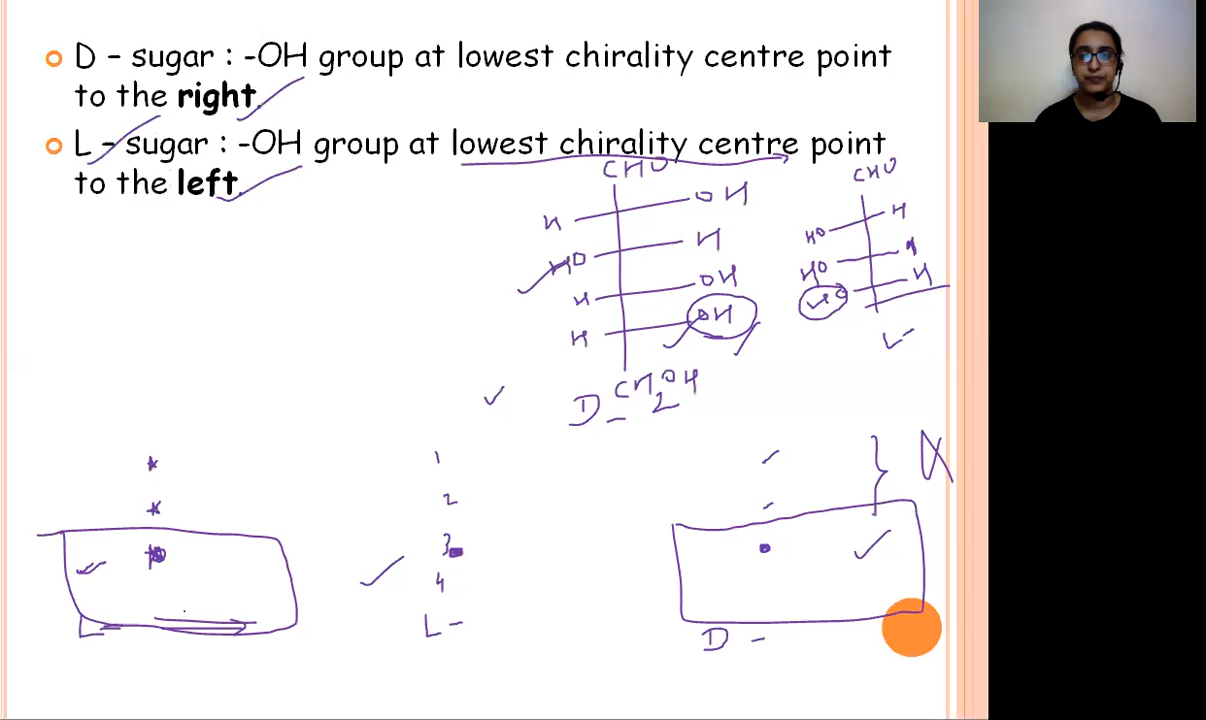 D – sugar : -OH group at lowest chirality centre point
to the right.
L – sugar : -OH group at lowest chirality centre point
to the left.
CHO
H OH
HO H
H OH
H OH
CH2OH
D-
CHO
HO H
HO H
HO H
L-
1
2
3
4
L-
L-
D -